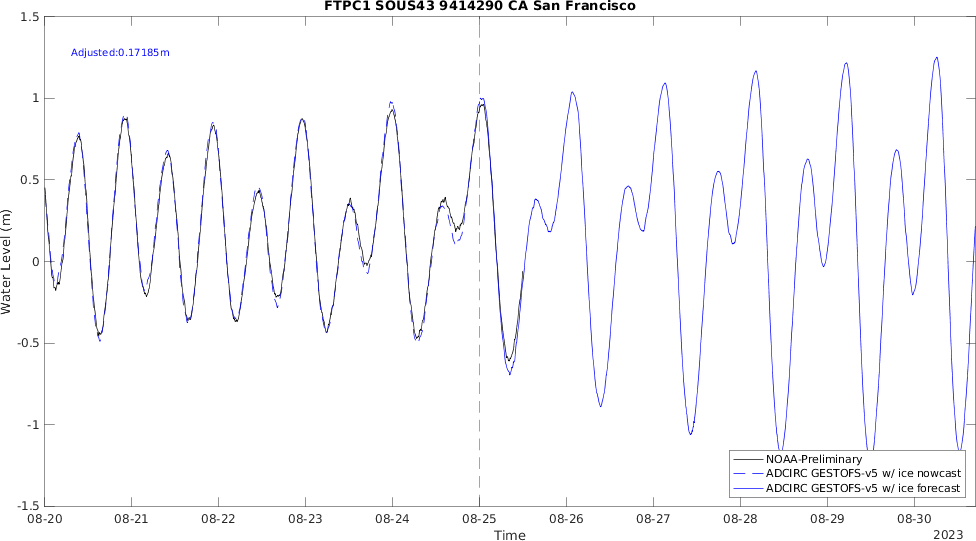 FTPC1 SOUS43 9414290 CA San Francisco
Adjusted:0.17185m
Water Level (m)
1.5
1
0.5
0
-0.5
-1
-1.5
NOAA-Preliminary
ADCIRC GESTOFS-v5 w/ ice nowcast
ADCIRC GESTOFS-v5 w/ ice forecast
08-20 08-21 08-22 08-23 08-24 08-25 08-26 08-27 08-28 08-29 08-30
Time
2023